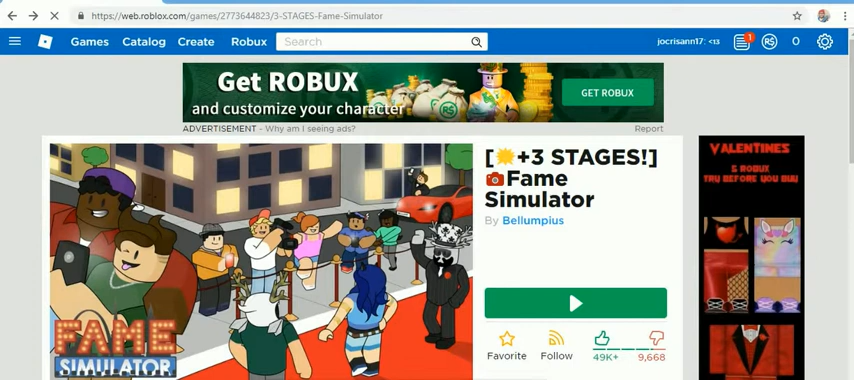 https://web.roblox.com/games/2773644823/3-STAGES-Fame-Simulator
Games Catalog Create Robux Search jocrisann17: <13 1 R$ 0
Get ROBUX
and customize your character
GET ROBUX
ADVERTISEMENT - Why am I seeing ads? Report
[💥+3 STAGES!]
📷Fame
Simulator
By Bellumpius
Favorite Follow 49K+ 9,668
FAME
SIMULATOR
VALENTINES
5 ROBUX
TRY BEFORE YOU BUY